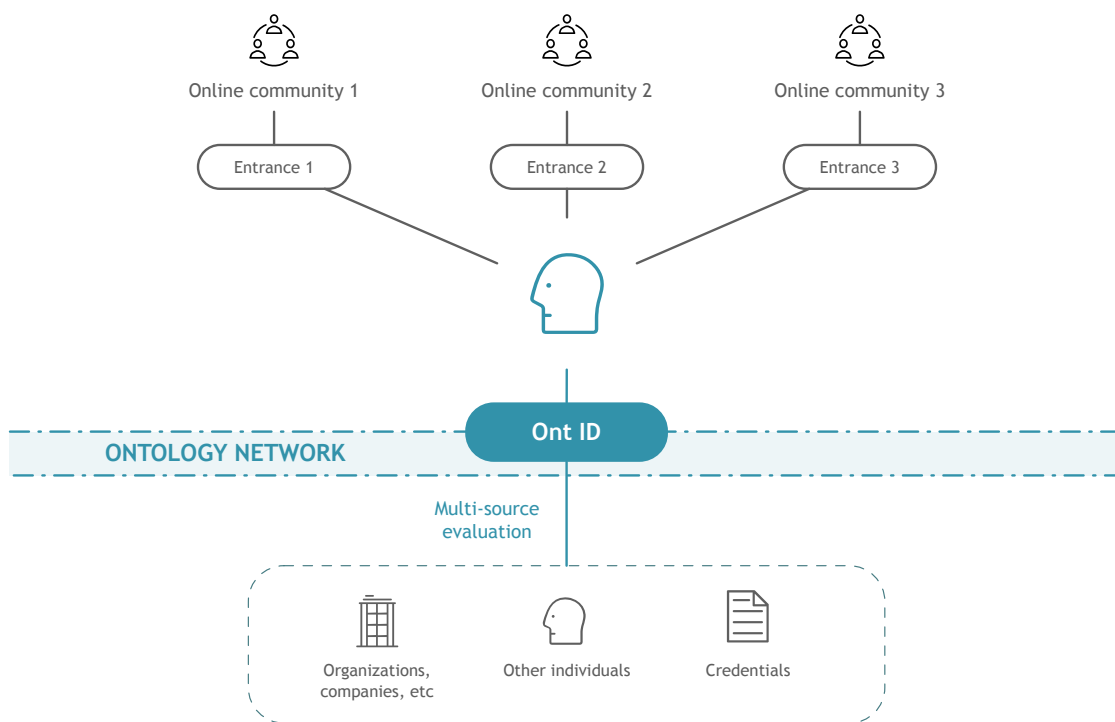 Online community 1
Online community 2
Online community 3
Entrance 1
Entrance 2
Entrance 3
Ont ID
ONTOLOGY NETWORK
Multi-source
evaluation
Organizations,
companies, etc
Other individuals
Credentials